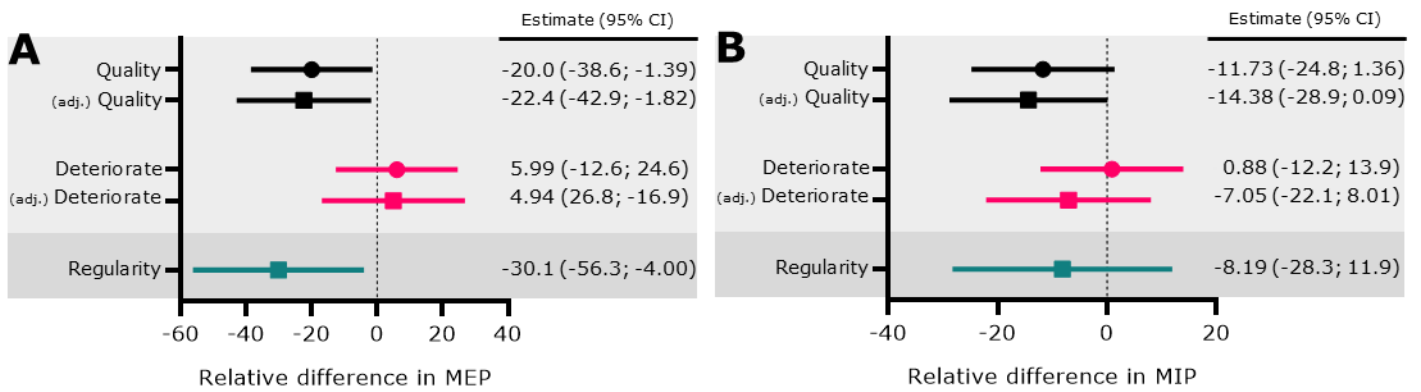 A
Estimate (95% CI)
Quality -20.0 (-38.6; -1.39)
(adj.) Quality -22.4 (-42.9; -1.82)
Deteriorate 5.99 (-12.6; 24.6)
(adj.) Deteriorate 4.94 (26.8; -16.9)
Regularity -30.1 (-56.3; -4.00)
-60 -40 -20 0 20 40
Relative difference in MEP
B
Estimate (95% CI)
Quality -11.73 (-24.8; 1.36)
(adj.) Quality -14.38 (-28.9; 0.09)
Deteriorate 0.88 (-12.2; 13.9)
(adj.) Deteriorate -7.05 (-22.1; 8.01)
Regularity -8.19 (-28.3; 11.9)
-40 -20 0 20
Relative difference in MIP